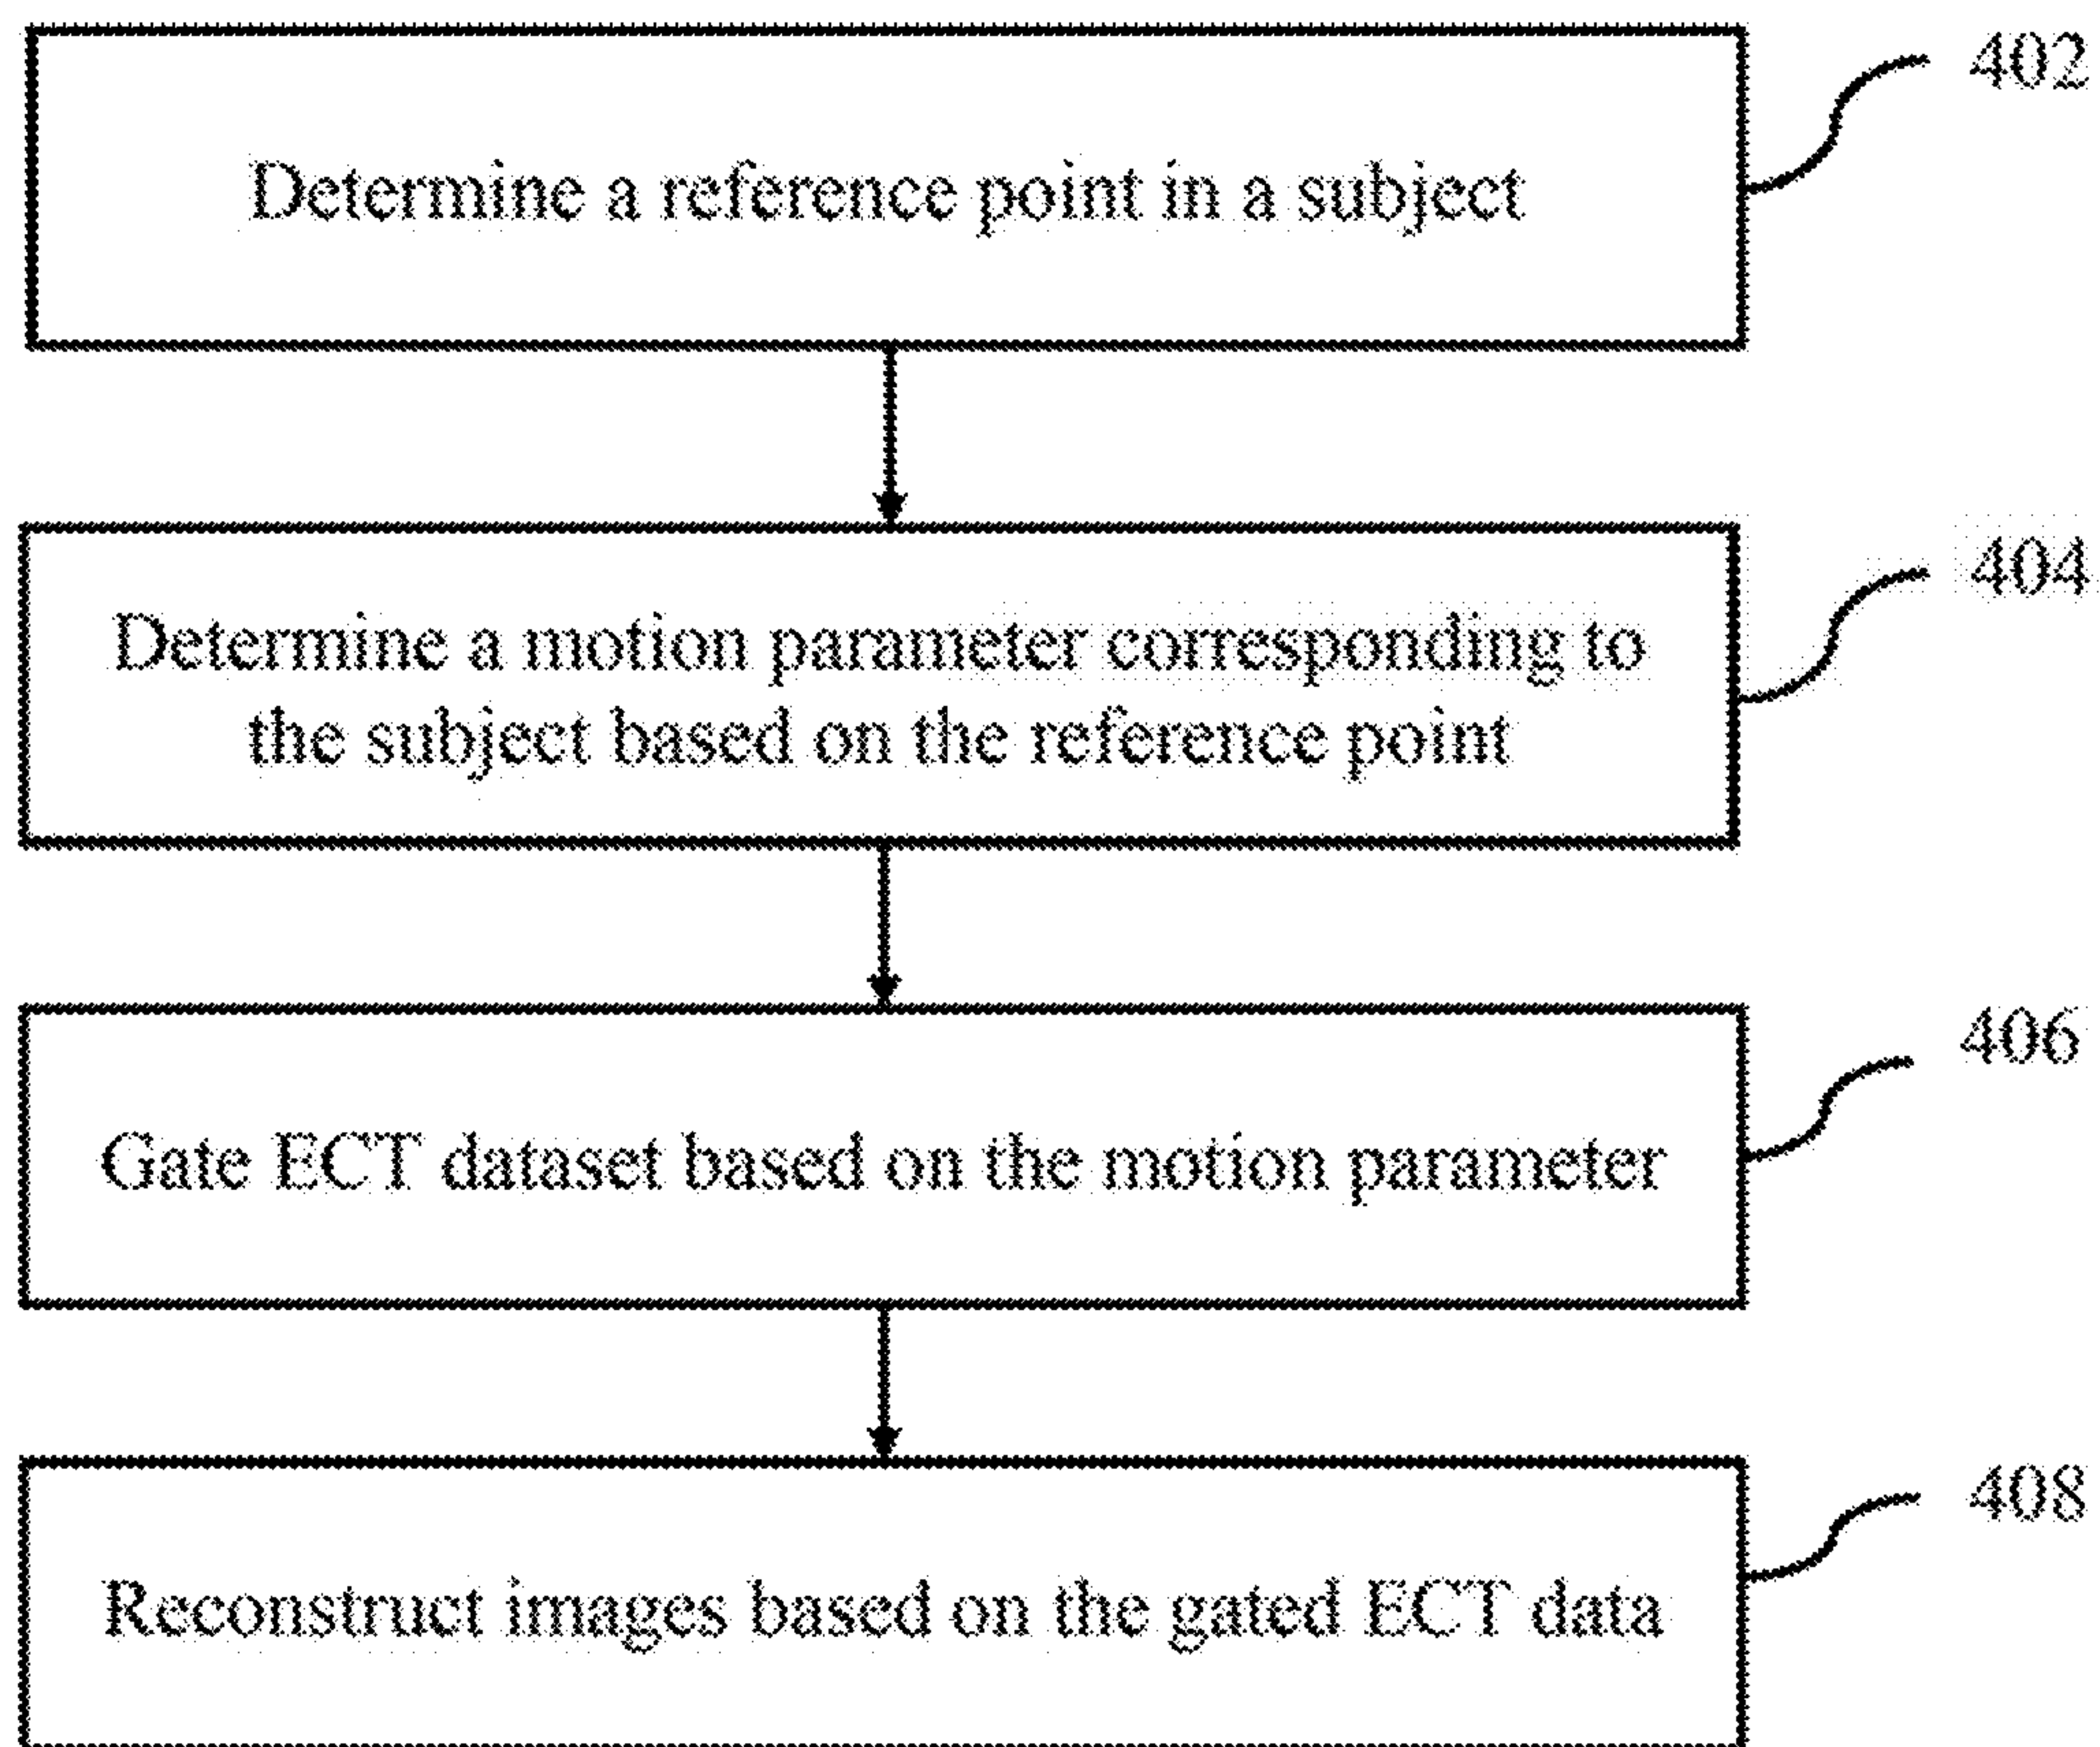 402
Determine a reference point in a subject
404
Determine a motion parameter corresponding to
the subject based on the reference point
406
Gate ECT dataset based on the motion parameter
408
Reconstruct images based on the gated ECT data